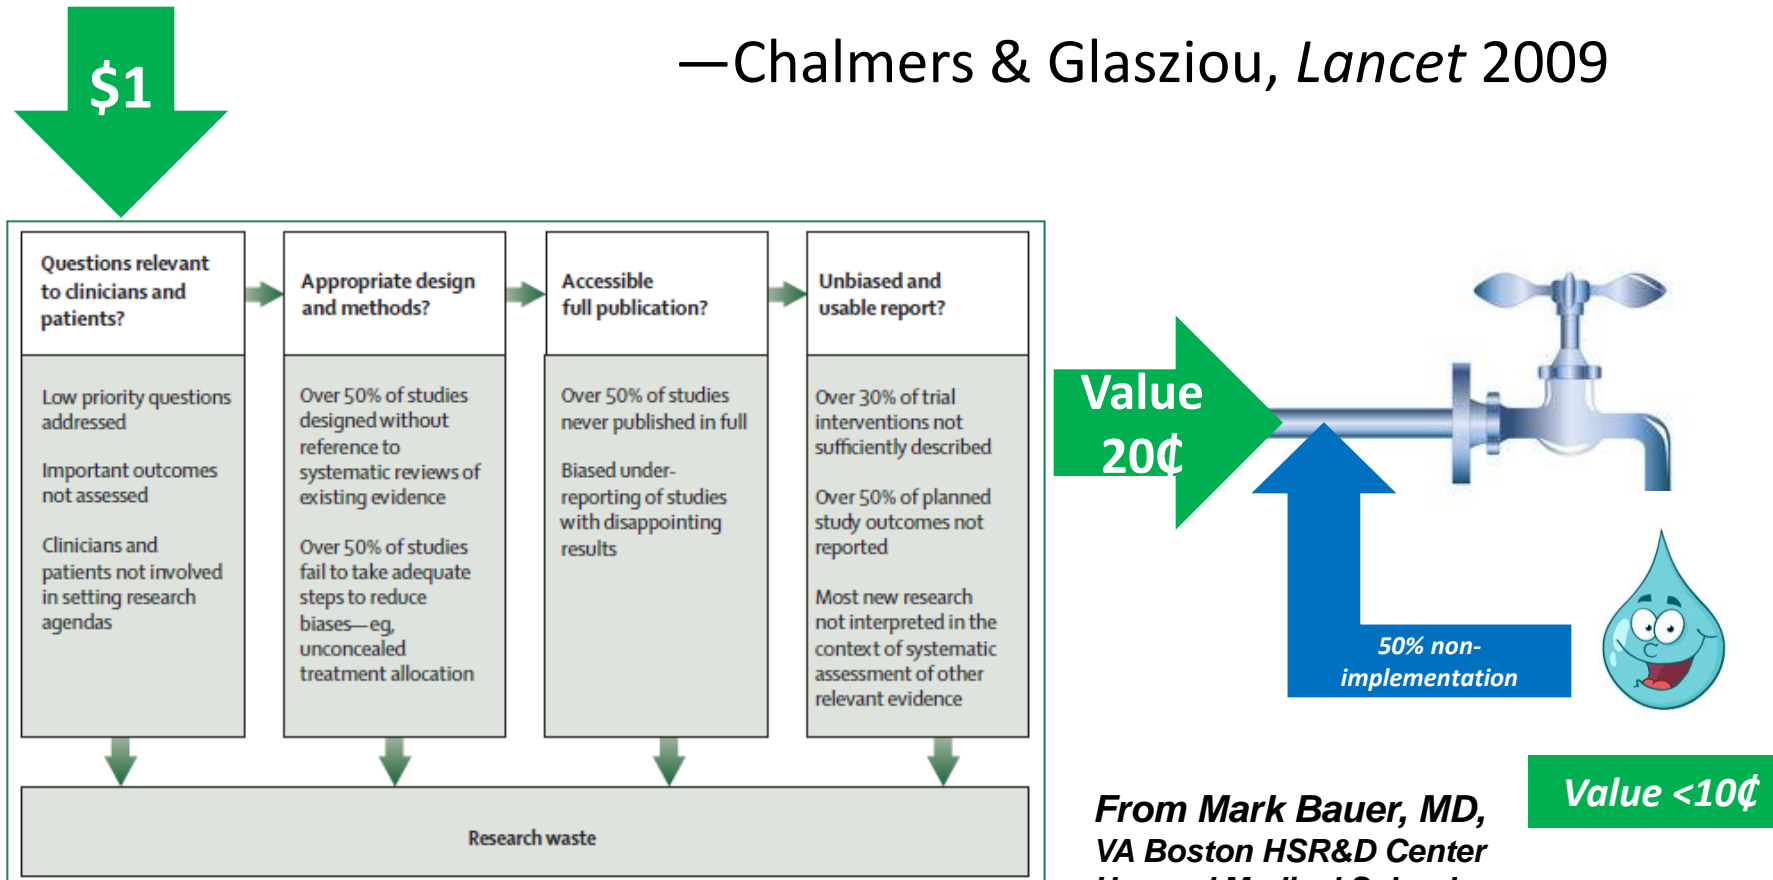 $1
—Chalmers & Glasziou, Lancet 2009
Questions relevant
to clinicians and
patients?
Low priority questions
addressed
Important outcomes
not assessed
Clinicians and
patients not involved
in setting research
agendas
Appropriate design
and methods?
Over 50% of studies
designed without
reference to
systematic reviews of
existing evidence
Over 50% of studies
fail to take adequate
steps to reduce
biases—eg,
unconcealed
treatment allocation
Accessible
full publication?
Over 50% of studies
never published in full
Biased under-
reporting of studies
with disappointing
results
Unbiased and
usable report?
Over 30% of trial
interventions not
sufficiently described
Over 50% of planned
study outcomes not
reported
Most new research
not interpreted in the
context of systematic
assessment of other
relevant evidence
Research waste
Value
20₵
50% non-
implementation
Value <10₵
From Mark Bauer, MD,
VA Boston HSR&D Center